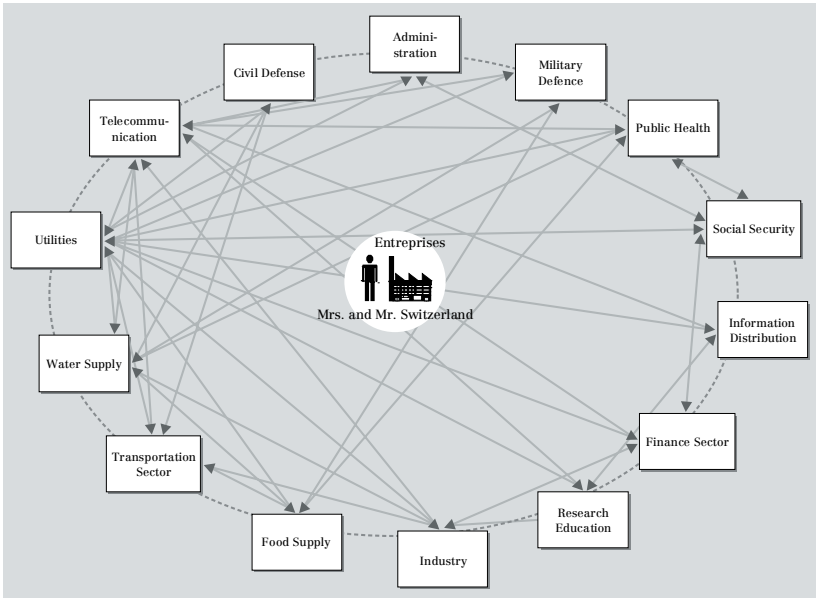 Admini-
stration
Civil Defense
Military
Defence
Telecommu-
nication
Public Health
Utilities
Social Security
Entreprises
Mrs. and Mr. Switzerland
Information
Distribution
Water Supply
Finance Sector
Transportation
Sector
Research
Education
Food Supply
Industry